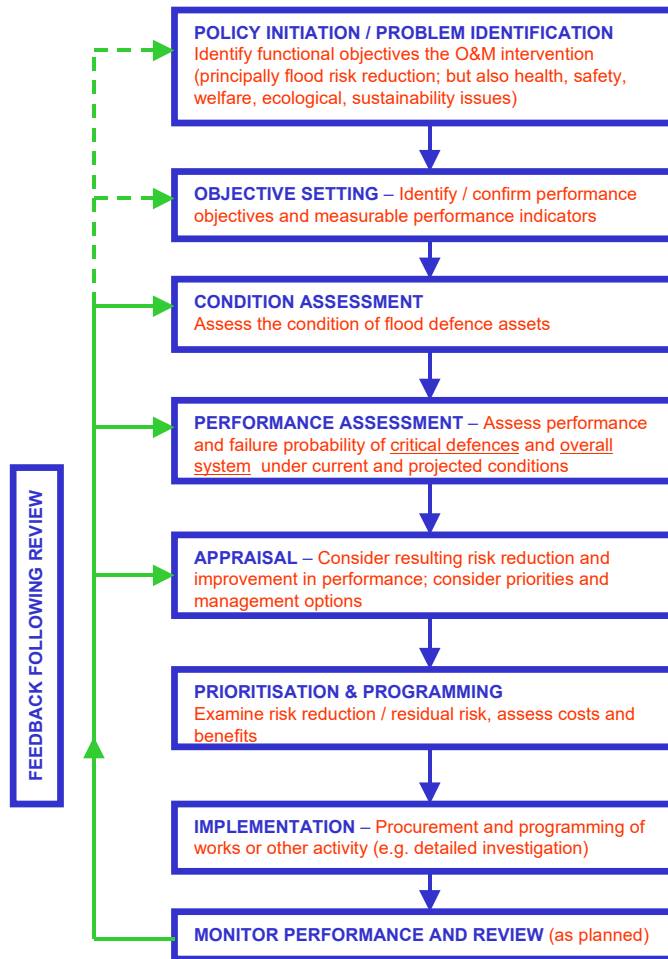 POLICY INITIATION / PROBLEM IDENTIFICATION
Identify functional objectives the O&M intervention
(principally flood risk reduction; but also health, safety,
welfare, ecological, sustainability issues)
OBJECTIVE SETTING – Identify / confirm performance
objectives and measurable performance indicators
CONDITION ASSESSMENT
Assess the condition of flood defence assets
PERFORMANCE ASSESSMENT – Assess performance
and failure probability of critical defences and overall
system under current and projected conditions
APPRAISAL – Consider resulting risk reduction and
improvement in performance; consider priorities and
management options
PRIORITISATION & PROGRAMMING
Examine risk reduction / residual risk, assess costs and
benefits
IMPLEMENTATION – Procurement and programming of
works or other activity (e.g. detailed investigation)
MONITOR PERFORMANCE AND REVIEW (as planned)
FEEDBACK FOLLOWING REVIEW